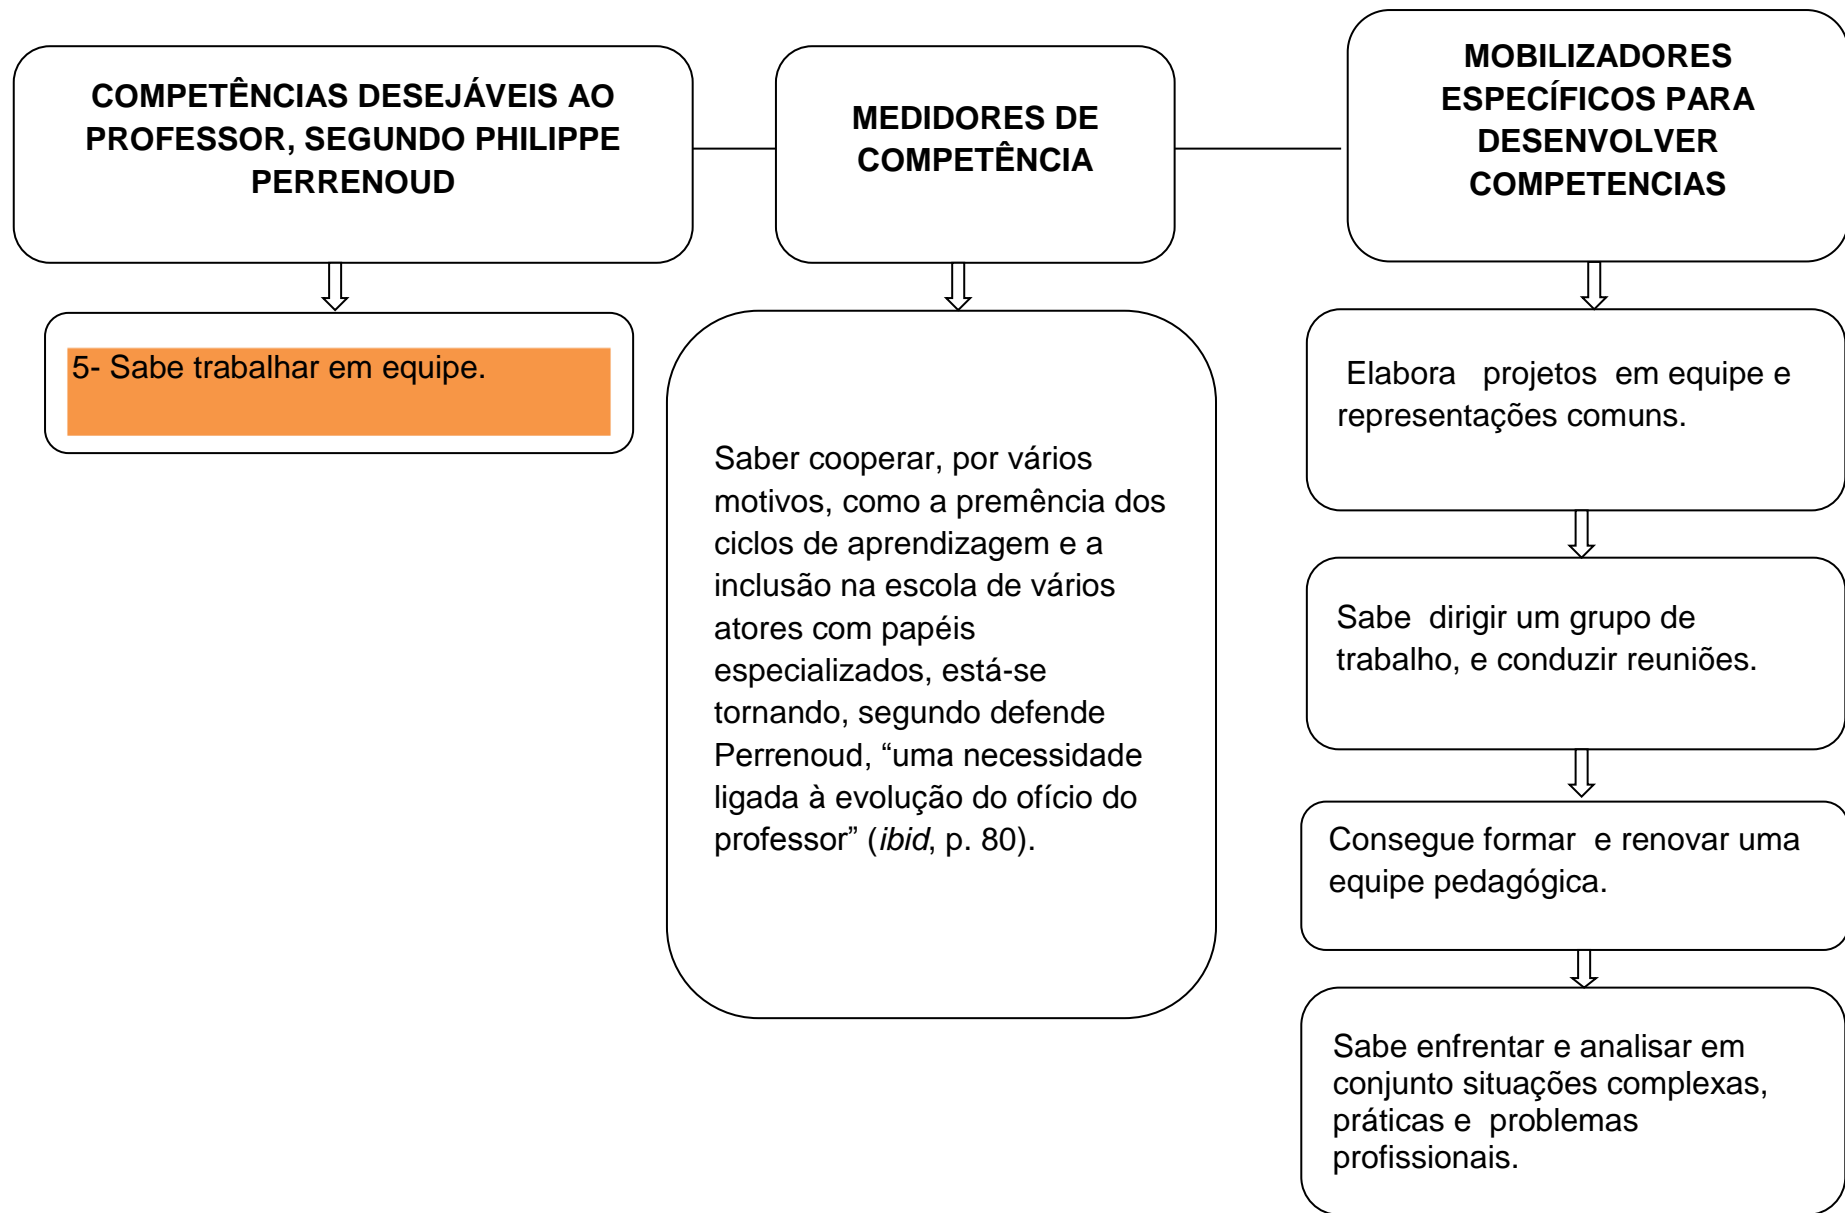 COMPETÊNCIAS DESEJÁVEIS AO
PROFESSOR, SEGUNDO PHILIPPE
PERRENOUD
MEDIDORES DE
COMPETÊNCIA
MOBILIZADORES
ESPECÍFICOS PARA
DESENVOLVER
COMPETENCIAS
5- Sabe trabalhar em equipe.
Saber cooperar, por vários
motivos, como a premência dos
ciclos de aprendizagem e a
inclusão na escola de vários
atores com papéis
especializados, está-se
tornando, segundo defende
Perrenoud, “uma necessidade
ligada à evolução do ofício do
professor” (ibid, p. 80).
Elabora projetos em equipe e
representações comuns.
Sabe dirigir um grupo de
trabalho, e conduzir reuniões.
Consegue formar e renovar uma
equipe pedagógica.
Sabe enfrentar e analisar em
conjunto situações complexas,
práticas e problemas
profissionais.